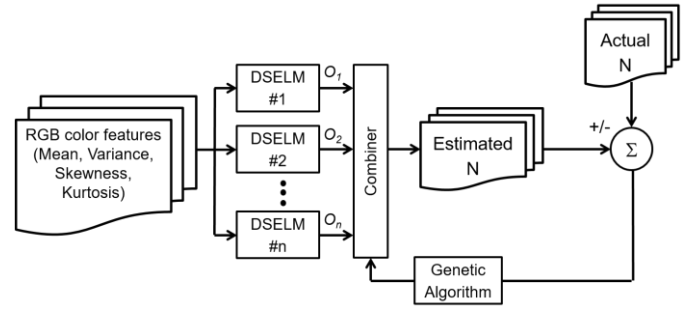 RGB color features
(Mean, Variance,
Skewness,
Kurtosis)
DSELM
#1
O1
DSELM
#2
O2
DSELM
#n
On
Combiner
Estimated
N
Actual
N
+/-
Σ
Genetic
Algorithm